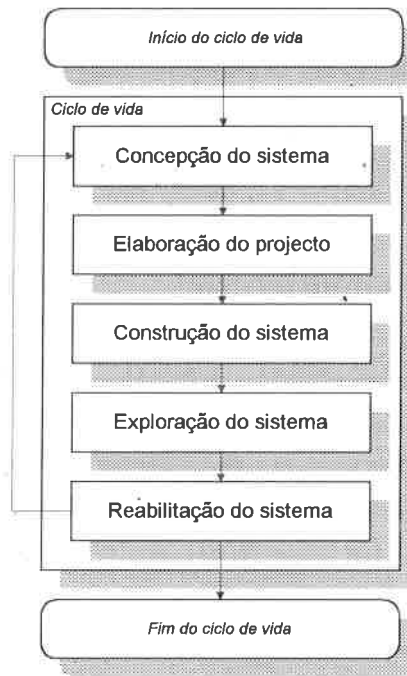 Início do ciclo de vida
Ciclo de vida
Concepção do sistema
Elaboração do projecto
Construção do sistema
Exploração do sistema
Reabilitação do sistema
Fim do ciclo de vida